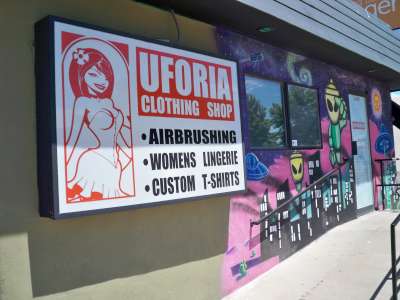 UFORIA
CLOTHING SHOP
•AIRBRUSHING
•WOMENS LINGERIE
•CUSTOM T-SHIRTS